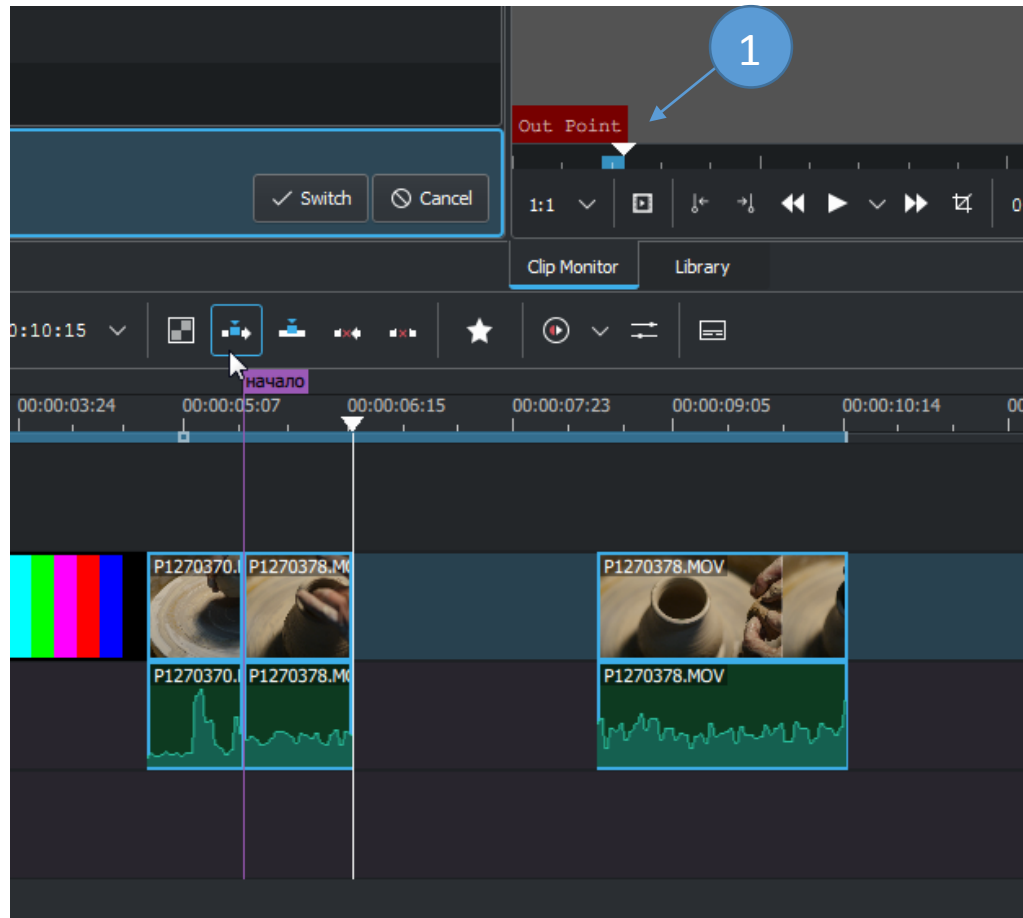 1
Out Point
Switch
Cancel
1:1
0
Clip Monitor
Library
0:10:15
начало
00:00:03:24
00:00:05:07
00:00:06:15
00:00:07:23
00:00:09:05
00:00:10:14
00
P1270370.
P1270378.M
P1270378.MOV
P1270370.
P1270378.M
P1270378.MOV